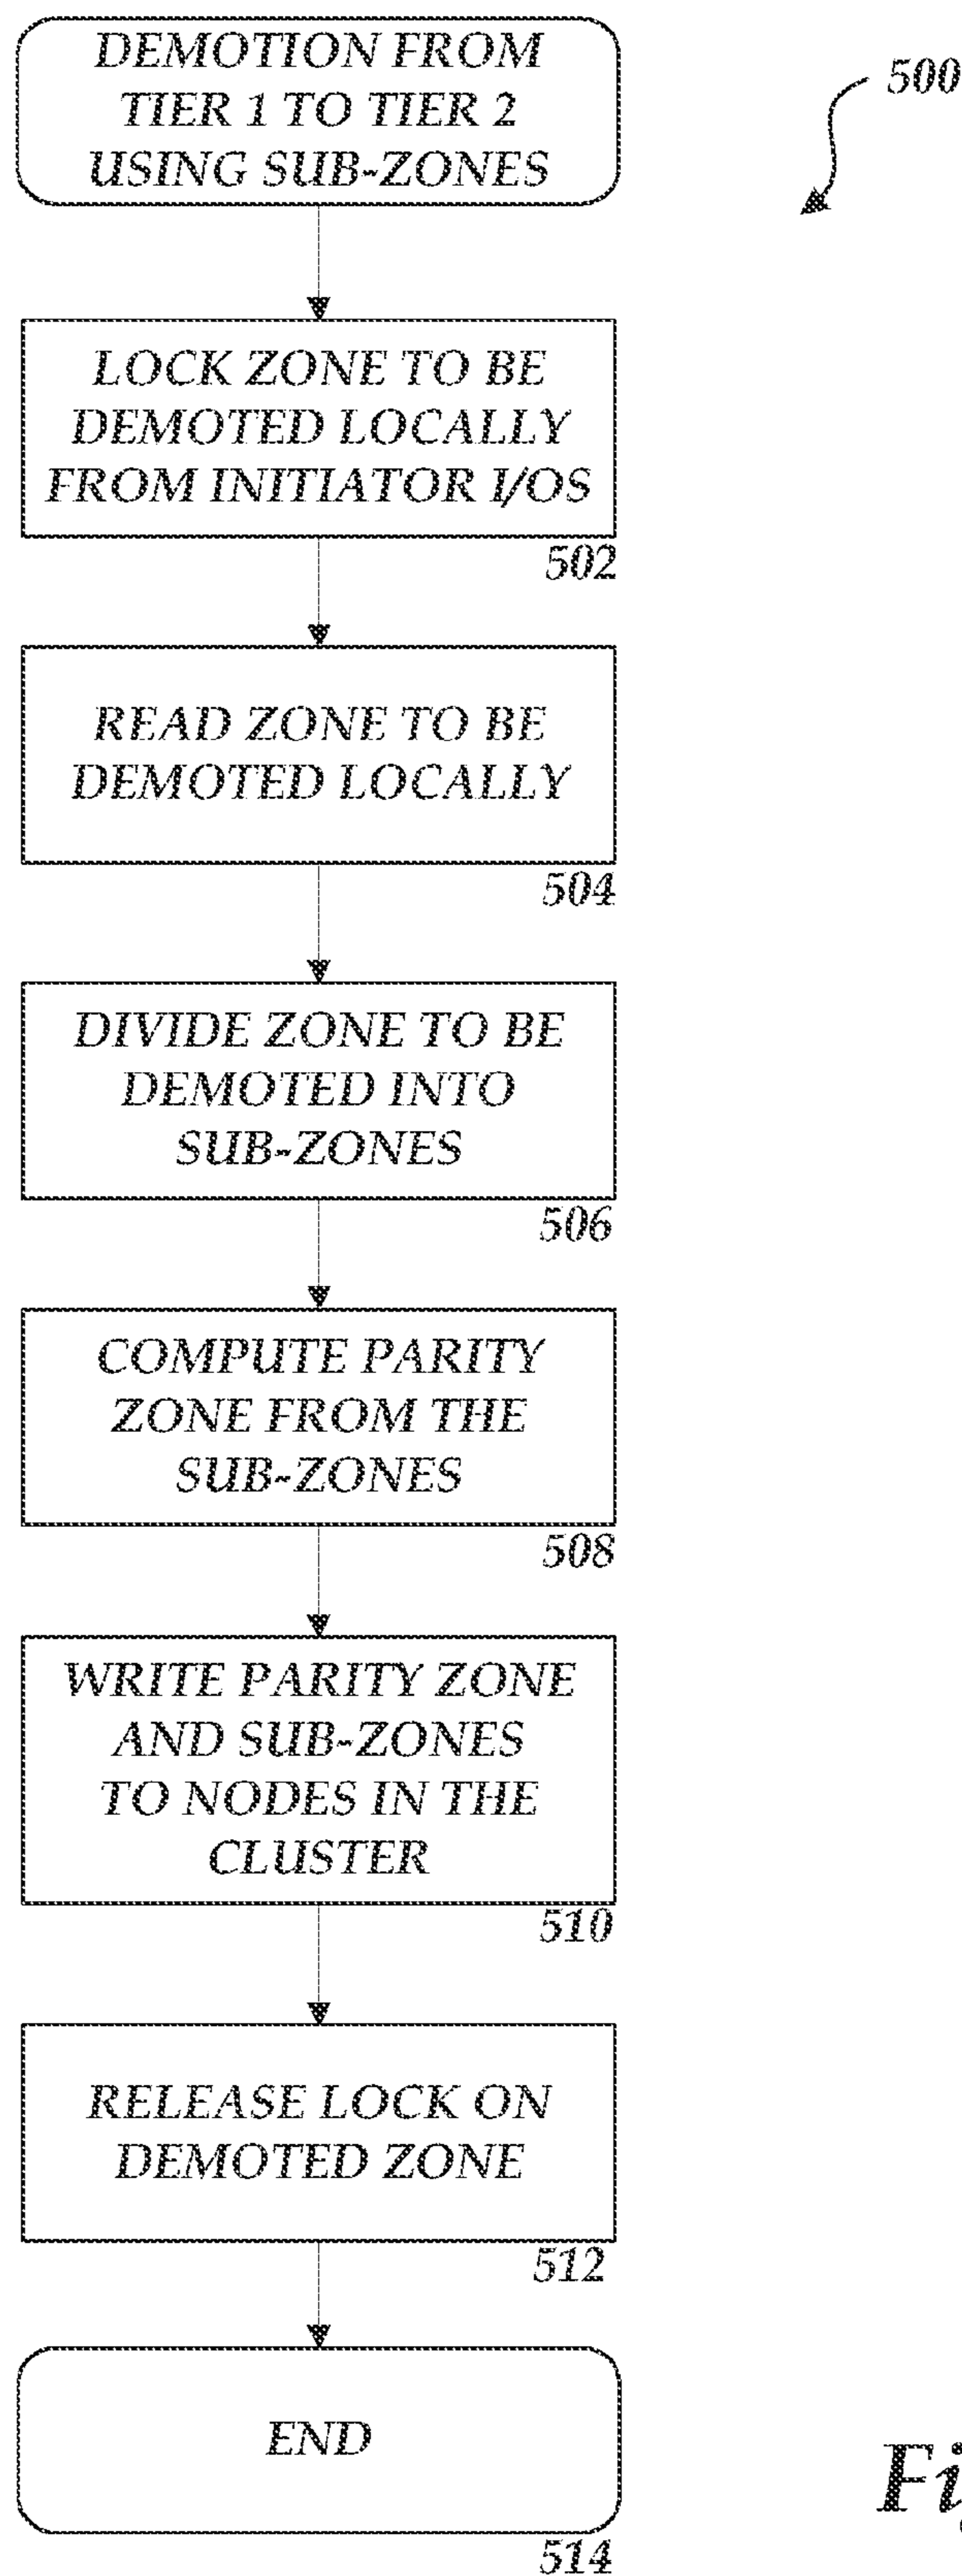 DEMOTION FROM
TIER 1 TO TIER 2
USING SUB-ZONES
500
LOCK ZONE TO BE
DEMOTED LOCALLY
FROM INITIATOR I/OS
502
READ ZONE TO BE
DEMOTED LOCALLY
504
DIVIDE ZONE TO BE
DEMOTED INTO
SUB-ZONES
506
COMPUTE PARITY
ZONE FROM THE
SUB-ZONES
508
WRITE PARITY ZONE
AND SUB-ZONES
TO NODES IN THE
CLUSTER
510
RELEASE LOCK ON
DEMOTED ZONE
512
END
514